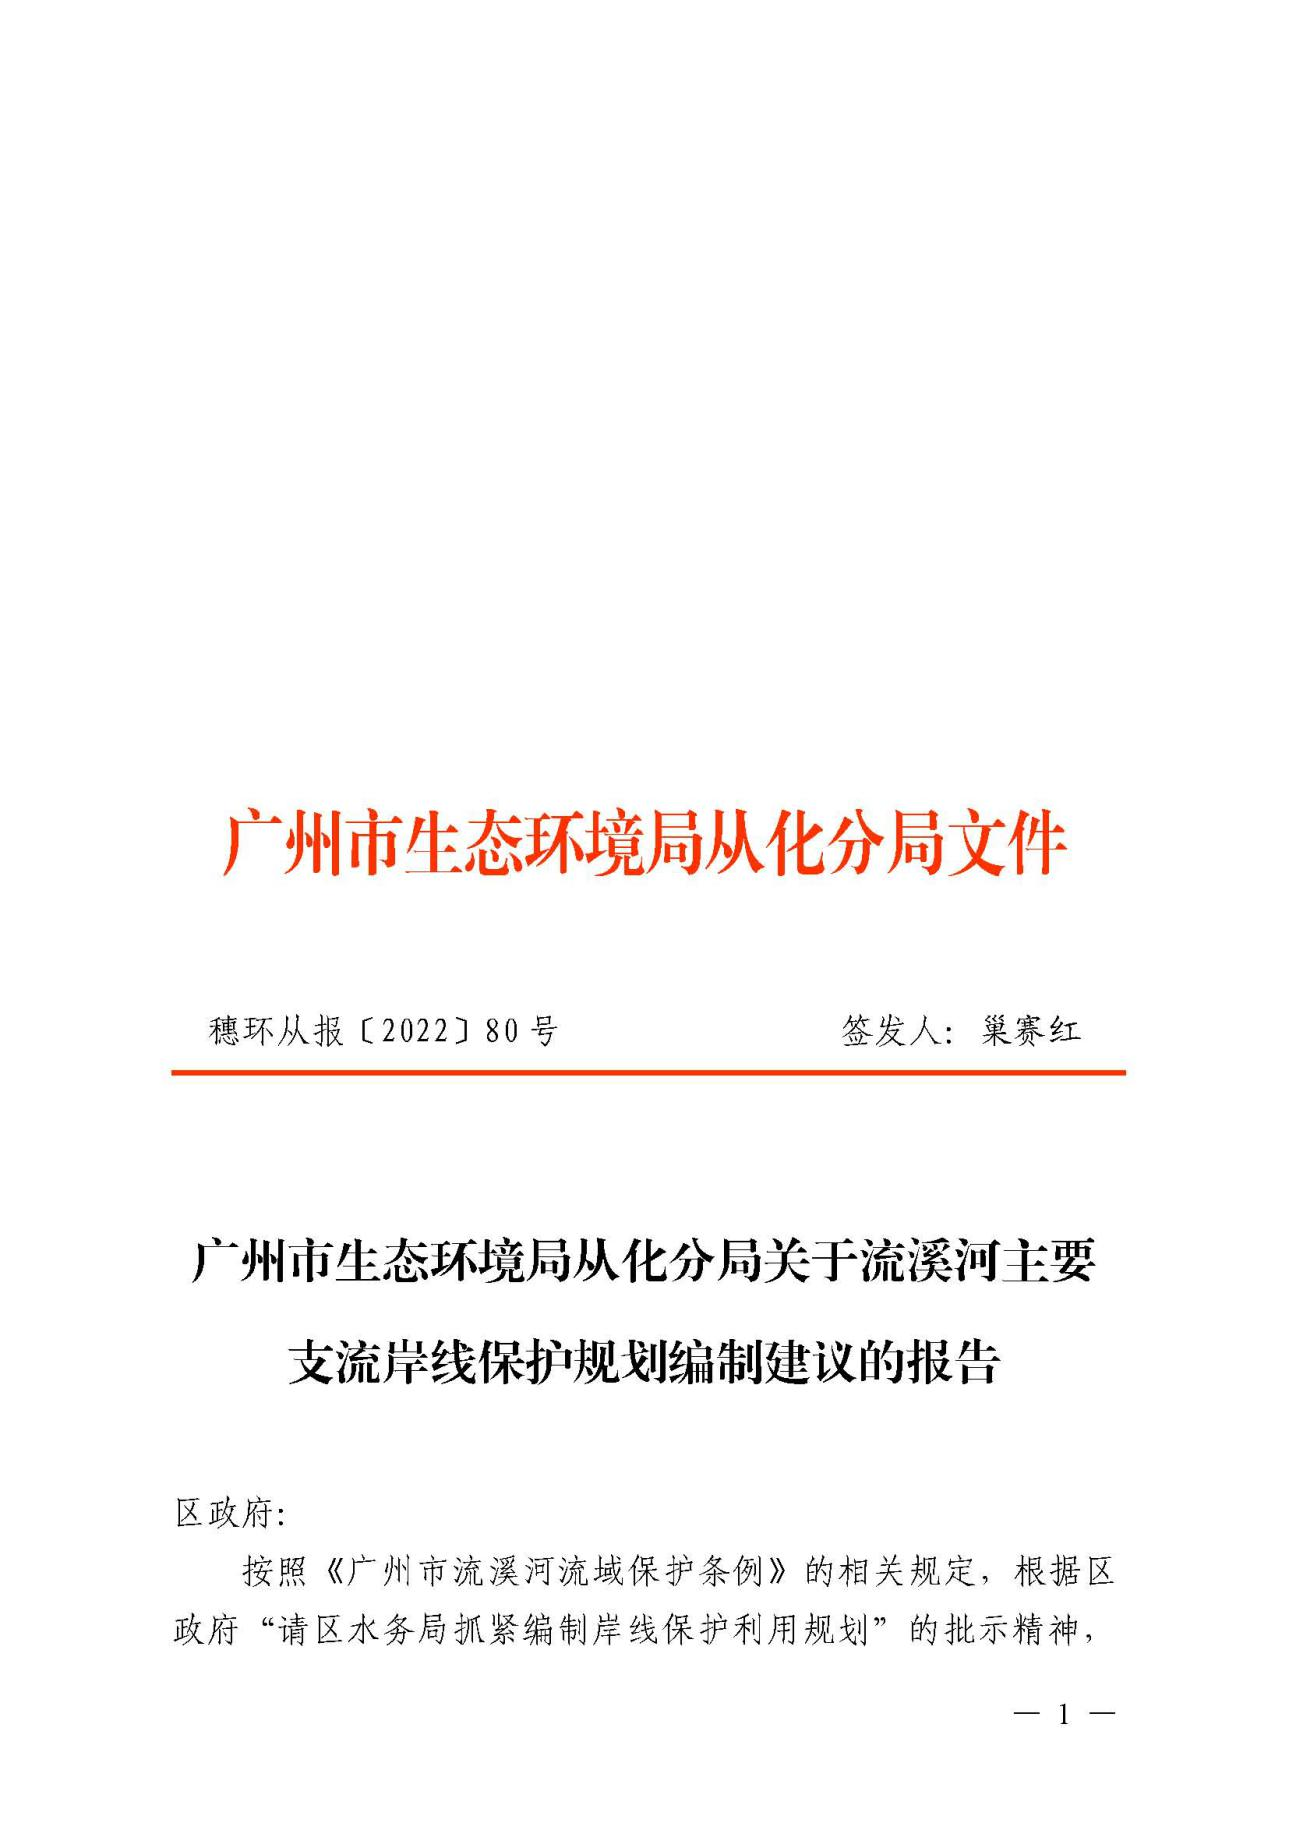 广州市生态环境局从化分局文件
穗环从报〔2022〕80号 签发人：巢赛红
广州市生态环境局从化分局关于流溪河主要
支流岸线保护规划编制建议的报告
区政府：
按照《广州市流溪河流域保护条例》的相关规定，根据区
政府“请区水务局抓紧编制岸线保护利用规划”的批示精神，
— 1 —